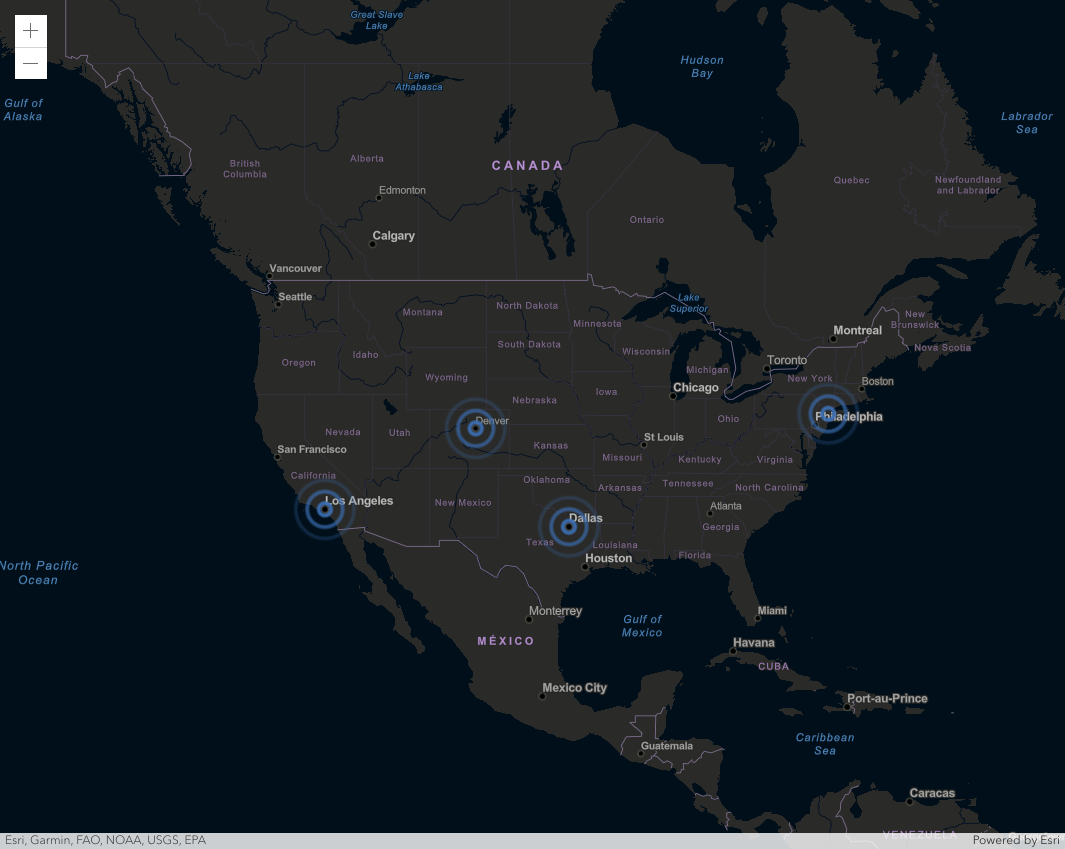 Great Slave
Lake
Hudson
Bay
Lake
Athabasca
Gulf of
Alaska
Labrador
Sea
British
Columbia
Alberta
CANADA
Edmonton
Quebec
Newfoundland
and Labrador
Ontario
Calgary
Vancouver
Seattle
Montana
North Dakota
Lake
Superior
Minnesota
New
Brunswick
Montreal
Nova Scotia
South Dakota
Wisconsin
Idaho
Oregon
Toronto
Michigan
Wyoming
New York
Boston
Chicago
Iowa
Nebraska
Denver
Ohio
Philadelphia
Nevada
Utah
St Louis
Kansas
San Francisco
Missouri
Kentucky
Virginia
California
Oklahoma
Arkansas
Tennessee
North Carolina
Los Angeles
New Mexico
Atlanta
Dallas
Georgia
Texas
Louisiana
Florida
Houston
North Pacific
Ocean
Monterrey
Miami
Gulf of
Mexico
MÉXICO
Havana
CUBA
Mexico City
Port-au-Prince
Caribbean
Sea
Guatemala
Caracas
VENEZUELA
Esri, Garmin, FAO, NOAA, USGS, EPA
Powered by Esri